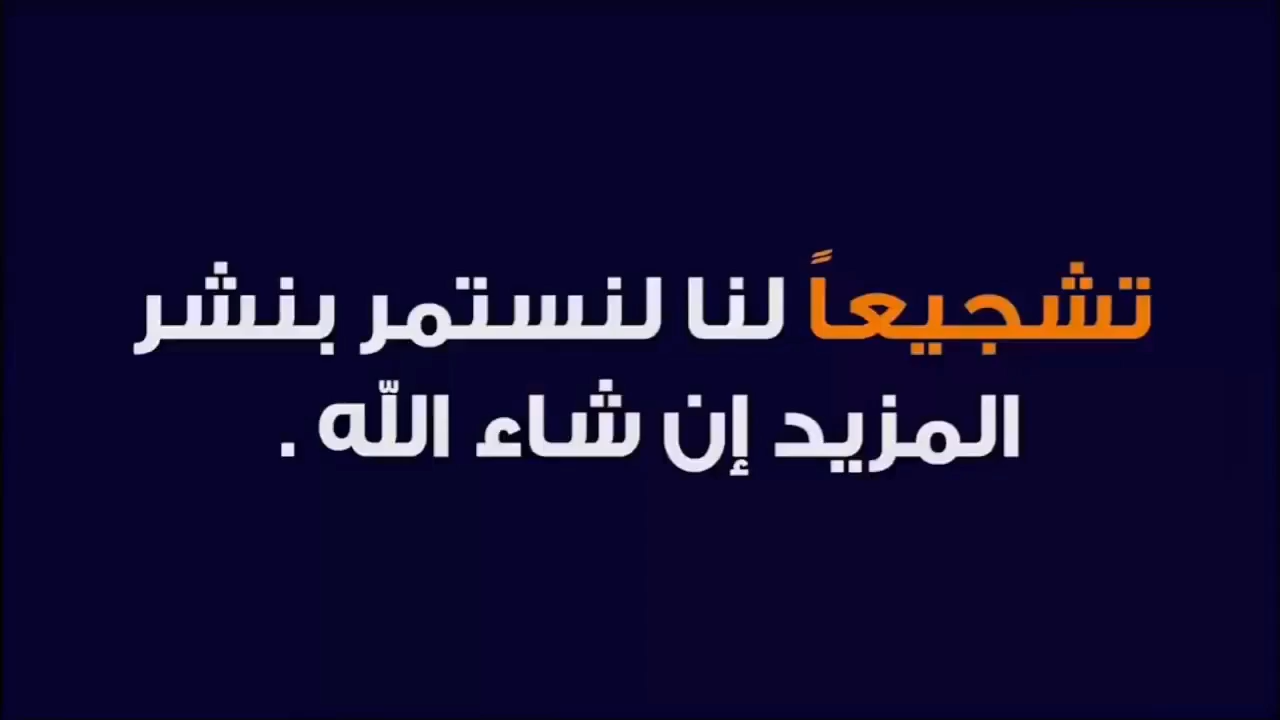 تشجيعاً لنا لنستمر بنشر
المزيد إن شاء اللّه .